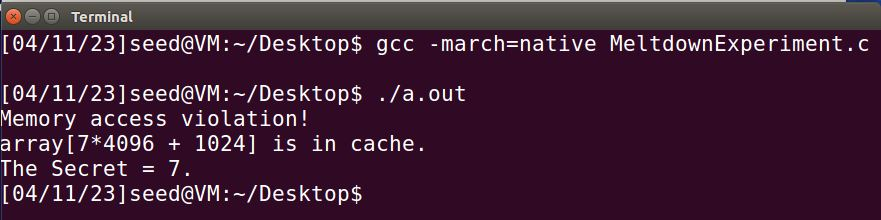 Terminal
[04/11/23]seed@VM:~/Desktop$ gcc -march=native MeltdownExperiment.c
[04/11/23]seed@VM:~/Desktop$ ./a.out
Memory access violation!
array[7*4096 + 1024] is in cache.
The Secret = 7.
[04/11/23]seed@VM:~/Desktop$